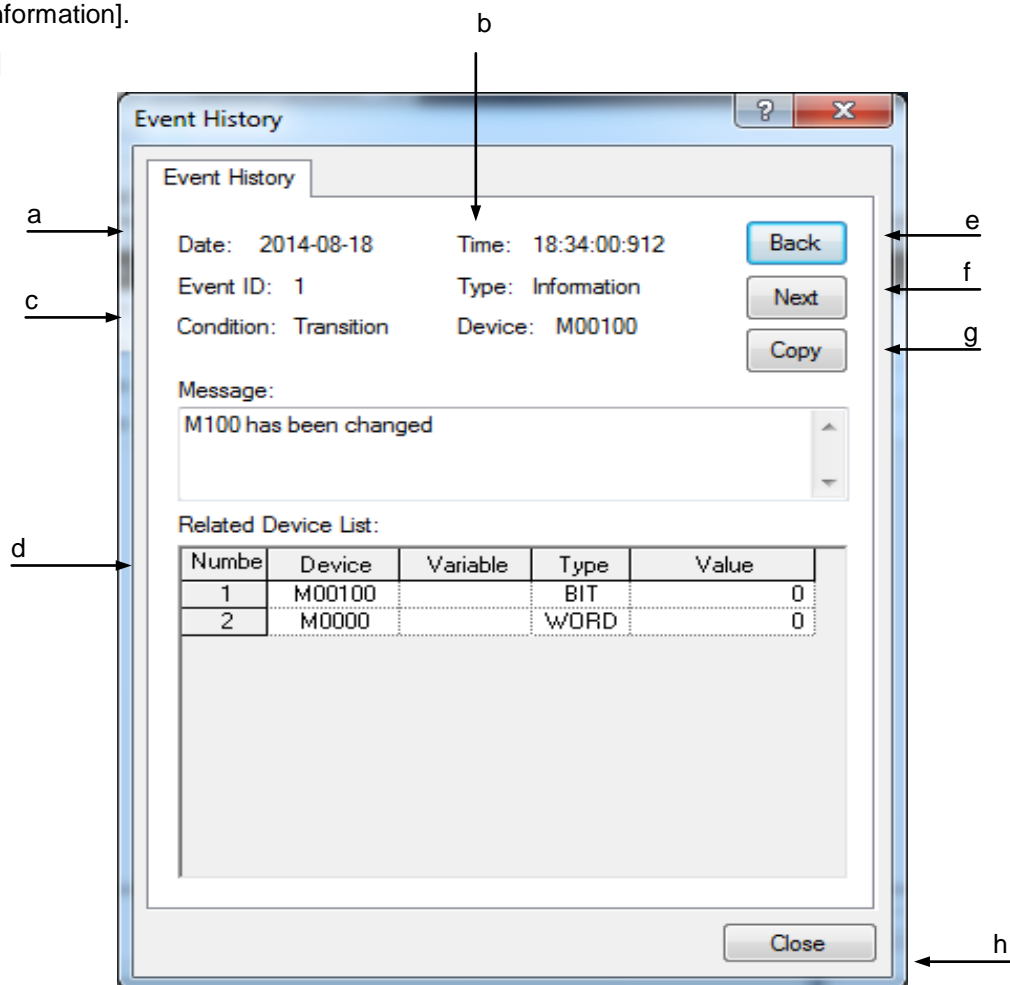 nformation].
b
Event History
Event History
a
Date: 2014-08-18 Time: 18:34:00:912 Back
e
Event ID: 1 Type: Information Next
f
c
Condition: Transition Device: M00100 Copy
g
Message:
M100 has been changed
Related Device List:
d
Numbe Device Variable Type Value
1 M00100 BIT 0
2 M0000 WORD 0
Close
h